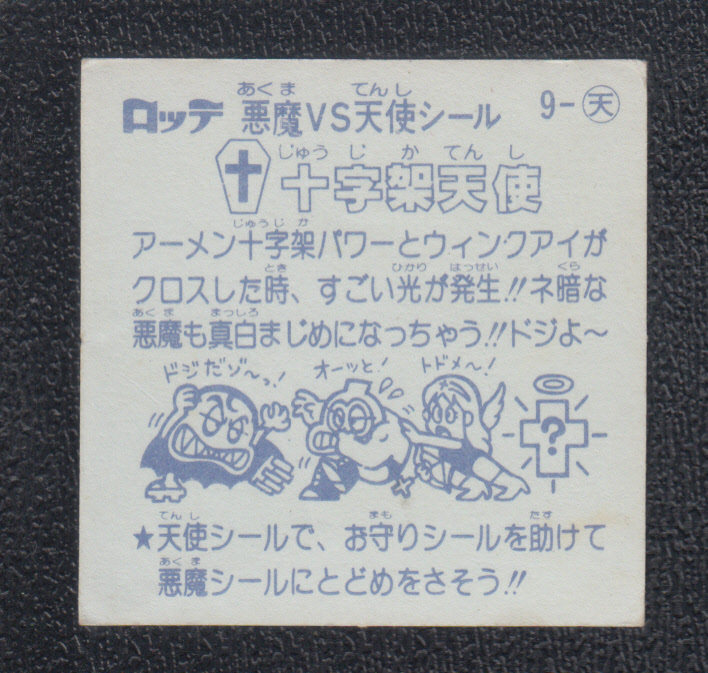 ロッテ 悪魔VS天使シール 9-天
十字架天使
アーメン十字架パワーとウィンクアイが
クロスした時、すごい光が発生!!ネ暗な
悪魔も真白まじめになっちゃう!!ドジよ〜
ドジだゾ〜っ! オーッと! トドメ〜!
?
★天使シールで、お守りシールを助けて
悪魔シールにとどめをさそう!!